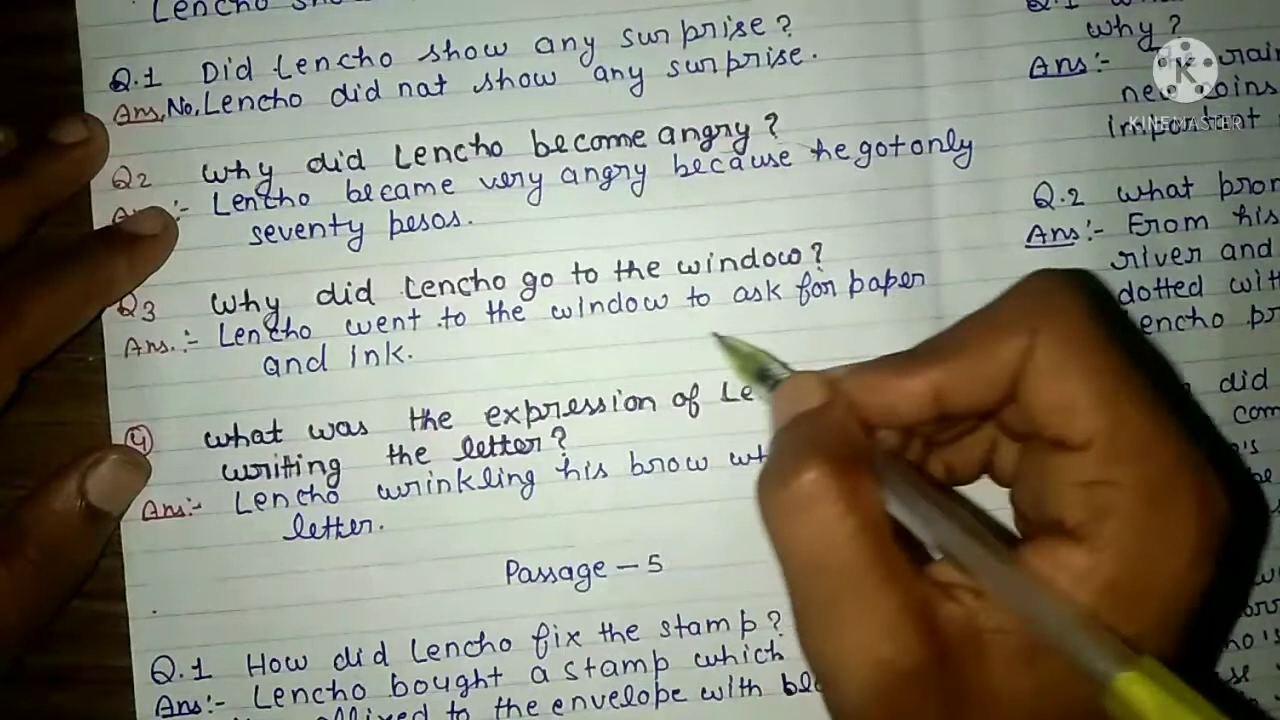 Lencho
Q.1 Did Lencho show any surprise?
Ans. No, Lencho did not show any surprise.
Q2 Why did Lencho become angry?
:- Lencho became very angry because he got only
seventy pesos.
Q3 Why did Lencho go to the window?
Ans.:- Lencho went to the window to ask for paper
and ink.
4 What was the expression of Le
writing the letter?
Ans:- Lencho wrinkling his brow
letter.
Passage - 5
Q.1 How did Lencho fix the stamp?
Ans:- Lencho bought a stamp which
to the envelope with
why?
Ans:-
new coins
important
Q.2 What
Ans:- From his
river and
dotted
did
K
KINEMASTER